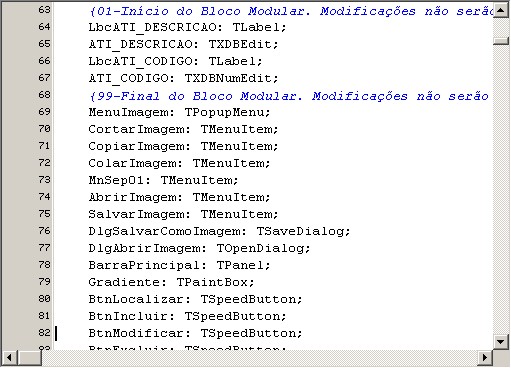 63 {01-Início do Bloco Modular. Modificações não serão
64 LbcATI_DESCRICAO: TLabel;
65 ATI_DESCRICAO: TXDBEdit;
66 LbcATI_CODIGO: TLabel;
67 ATI_CODIGO: TXDBNumEdit;
68 {99-Final do Bloco Modular. Modificações não serão
69 MenuImagem: TPopupMenu;
70 CortarImagem: TMenuItem;
71 CopiarImagem: TMenuItem;
72 ColarImagem: TMenuItem;
73 MnSep01: TMenuItem;
74 AbrirImagem: TMenuItem;
75 SalvarImagem: TMenuItem;
76 DlgSalvarComoImagem: TSaveDialog;
77 DlgAbrirImagem: TOpenDialog;
78 BarraPrincipal: TPanel;
79 Gradiente: TPaintBox;
80 BtnLocalizar: TSpeedButton;
81 BtnIncluir: TSpeedButton;
82 BtnModificar: TSpeedButton;
83 BtnExcluir: TSpeedButton;